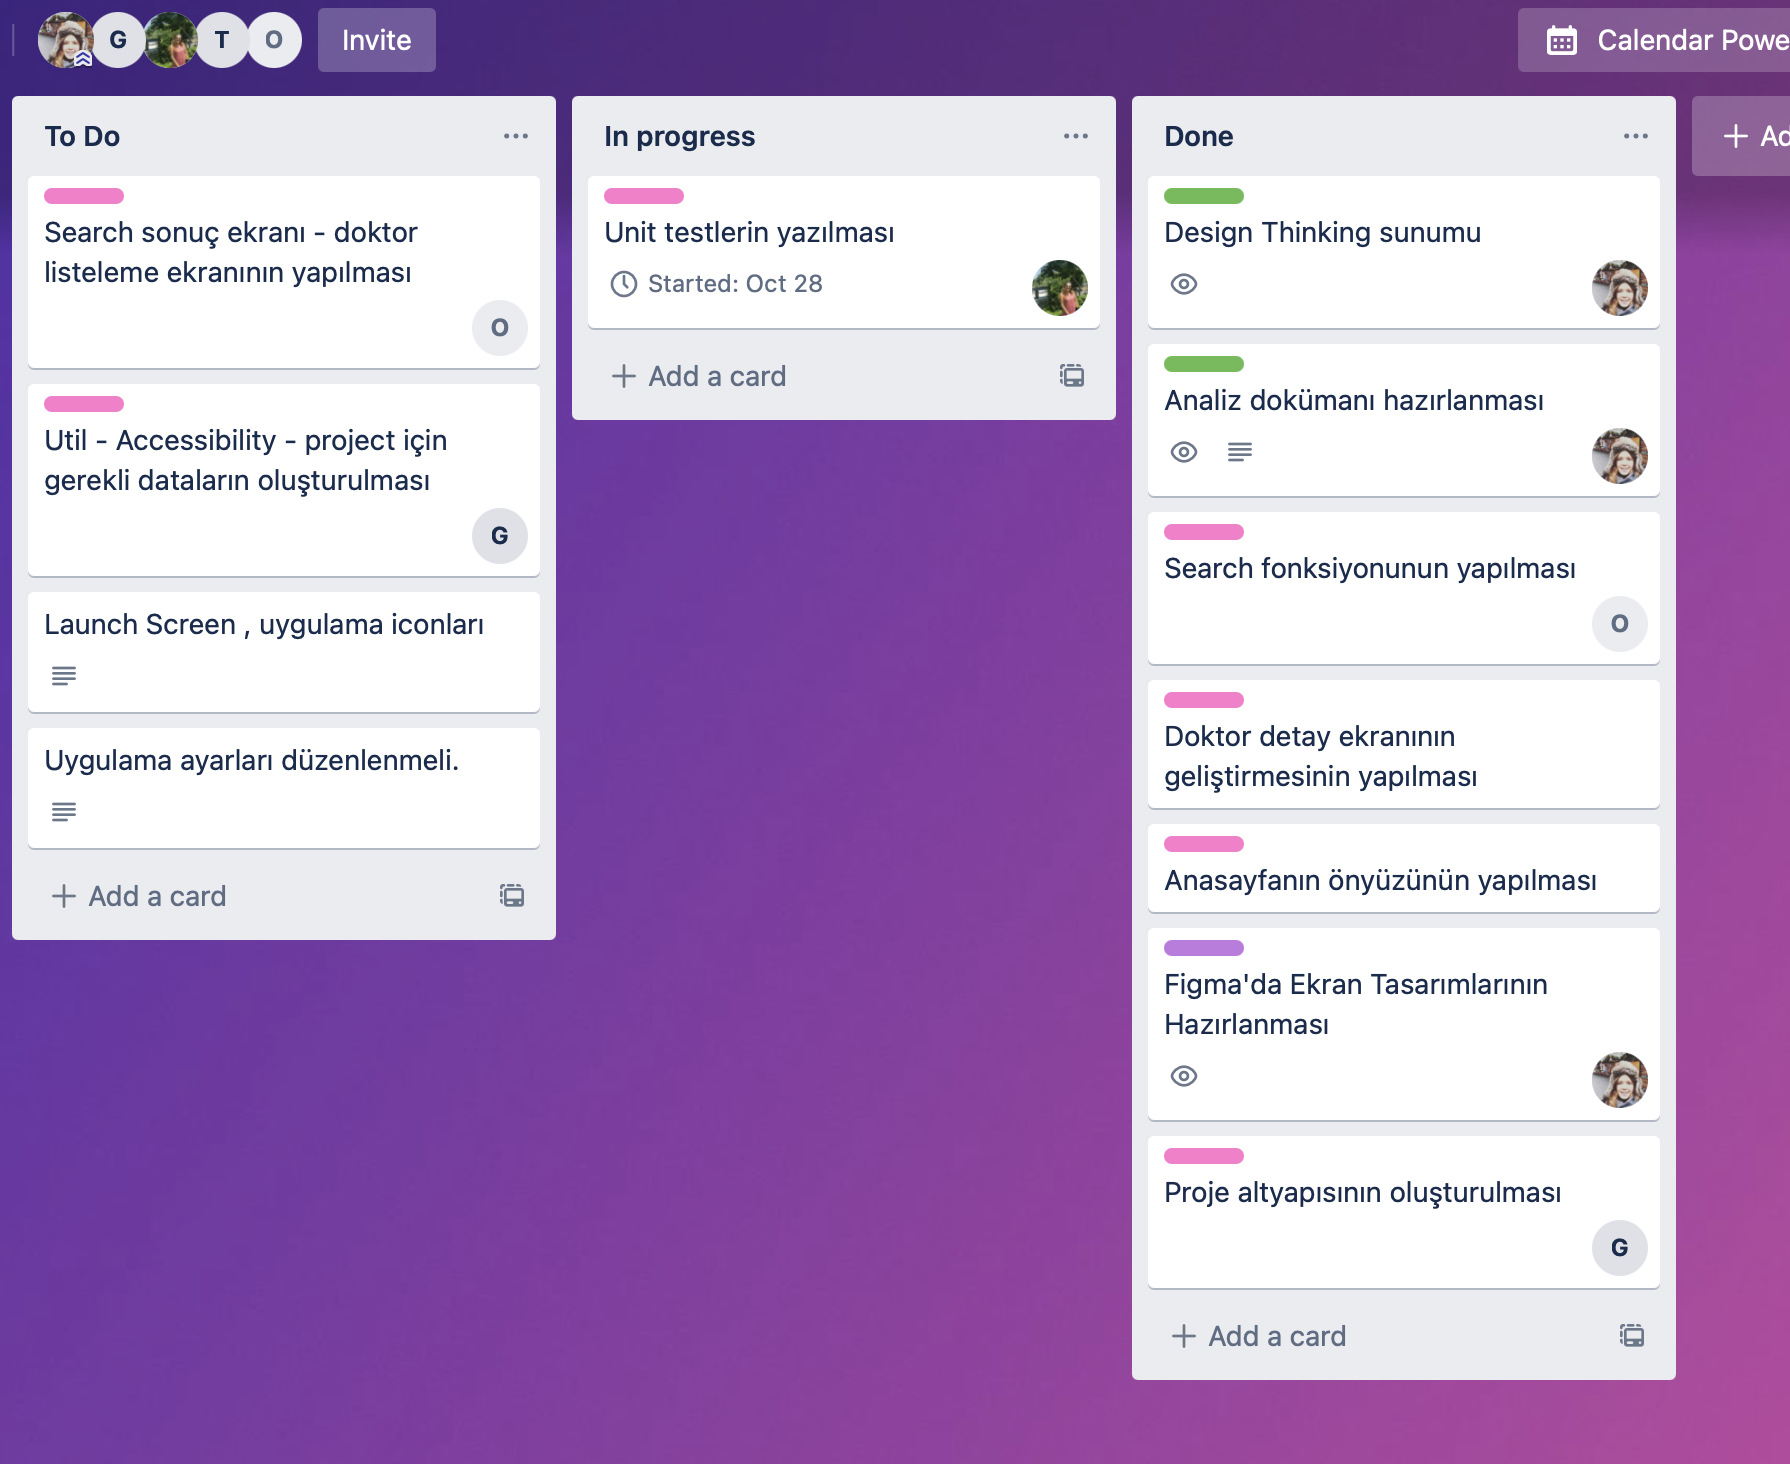 G
T
O
Invite
Calendar Powe
To Do
Search sonuç ekranı - doktor
listeleme ekranının yapılması
O
Util - Accessibility - project için
gerekli dataların oluşturulması
G
Launch Screen , uygulama iconları
Uygulama ayarları düzenlenmeli.
+ Add a card
In progress
Unit testlerin yazılması
Started: Oct 28
+ Add a card
Done
Design Thinking sunumu
Analiz dokümanı hazırlanması
Search fonksiyonunun yapılması
O
Doktor detay ekranının
geliştirmesinin yapılması
Anasayfanın önyüzünün yapılması
Figma'da Ekran Tasarımlarının
Hazırlanması
Proje altyapısının oluşturulması
G
+ Add a card
+ Ad